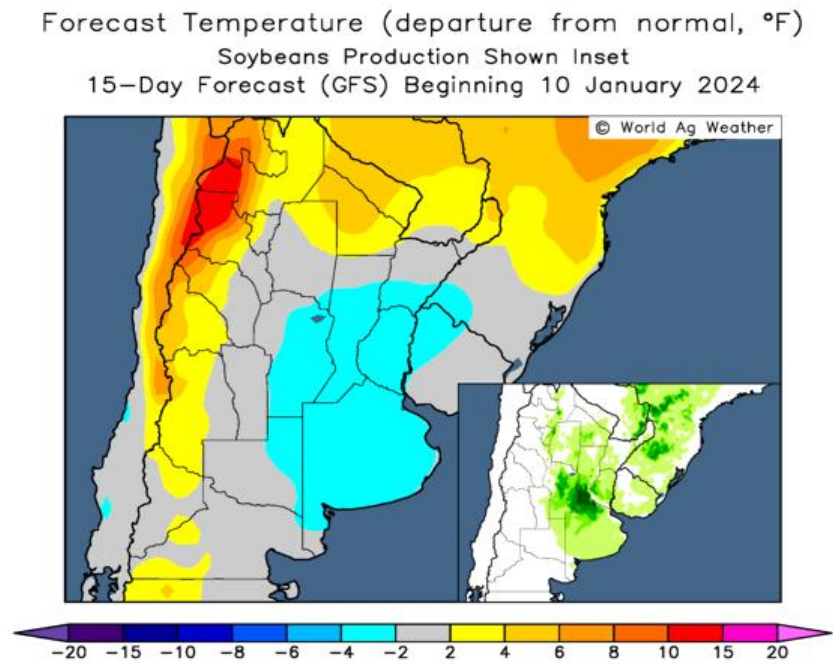 Forecast Temperature (departure from normal, °F)
Soybeans Production Shown Inset
15-Day Forecast (GFS) Beginning 10 January 2024
© World Ag Weather
-20 -15 -10 -8 -6 -4 -2 2 4 6 8 10 15 20